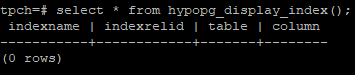 tpch=# select * from hypopg_display_index();
 indexname | indexrelid | table | column
-----------+------------+-------+--------
(0 rows)